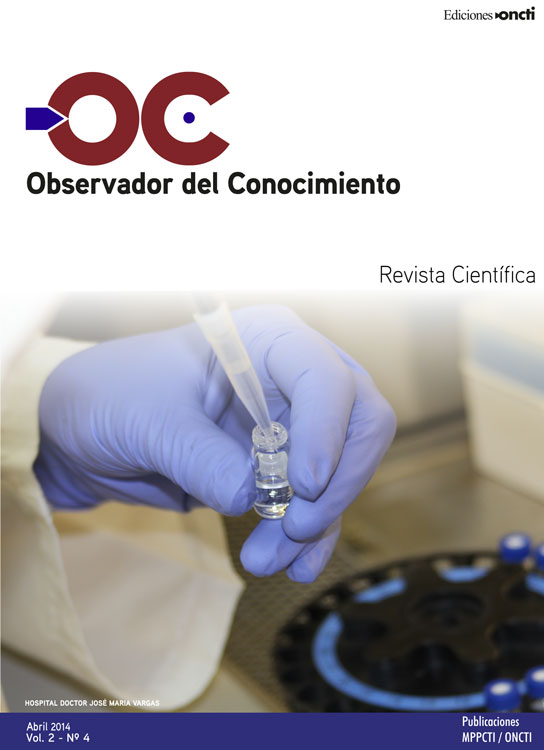 Ediciones oncti
OC
Observador del Conocimiento
Revista Científica
HOSPITAL DOCTOR JOSÉ MARIA VARGAS
Abril 2014
Vol. 2 - Nº 4
Publicaciones
MPPCTI / ONCTI